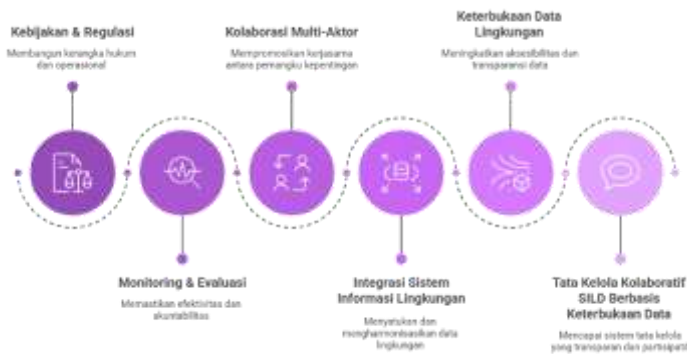 Kebijakan & Regulasi
Membangun kerangka hukum
dan operasional
Kolaborasi Multi-Aktor
Mempromosikan kerjasama
antara pemangku kepentingan
Keterbukaan Data
Lingkungan
Meningkatkan aksesibilitas dan
transparansi data
Monitoring & Evaluasi
Memastikan efektivitas dan
akuntabilitas
Integrasi Sistem
Informasi Lingkungan
Menyatukan dan
mengharmonisasikan data
lingkungan
Tata Kelola Kolaboratif
SILD Berbasis
Keterbukaan Data
Mencapai sistem tata kelola
yang transparan dan partisipatif